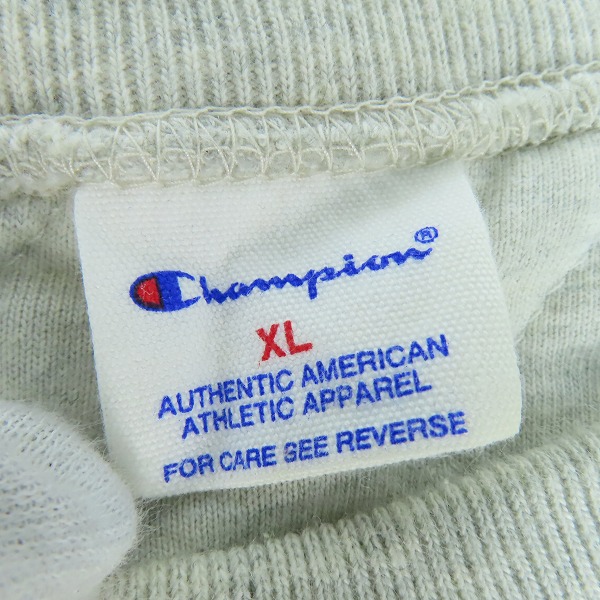 Champion®
XL
AUTHENTIC AMERICAN
ATHLETIC APPAREL
FOR CARE SEE REVERSE